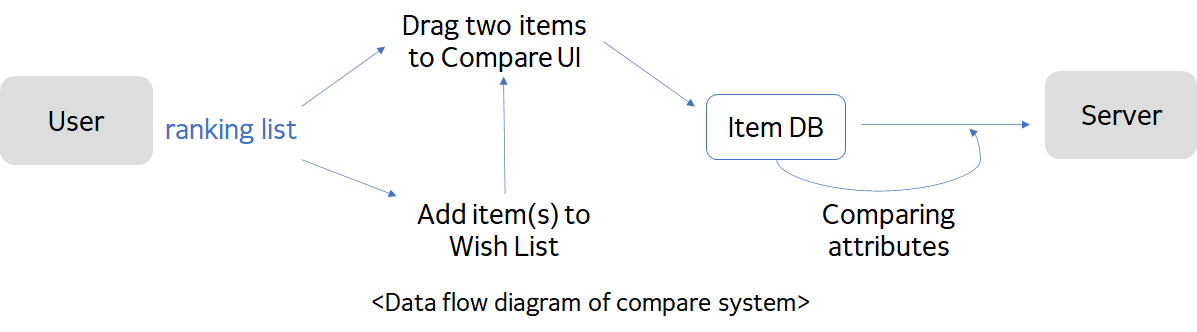 Drag two items
to Compare UI
User
ranking list
Item DB
Server
Add item(s) to
Wish List
Comparing
attributes
<Data flow diagram of compare system>